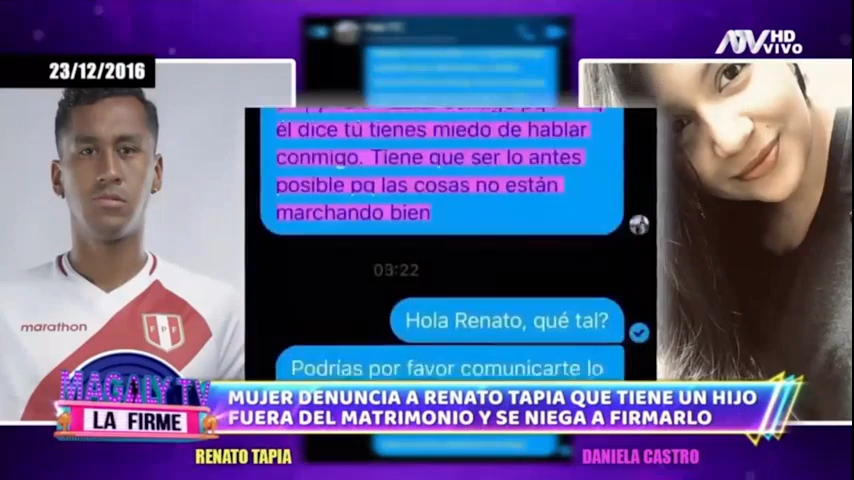 ATV HD
VIVO
23/12/2016
él dice tú tienes miedo de hablar
conmigo. Tiene que ser lo antes
posible pq las cosas no están
marchando bien
03:22
Hola Renato, qué tal?
Podrías por favor comunicarte lo
marathon
FPF
MAGALY TV
LA FIRME
MUJER DENUNCIA A RENATO TAPIA QUE TIENE UN HIJO
FUERA DEL MATRIMONIO Y SE NIEGA A FIRMARLO
RENATO TAPIA
DANIELA CASTRO